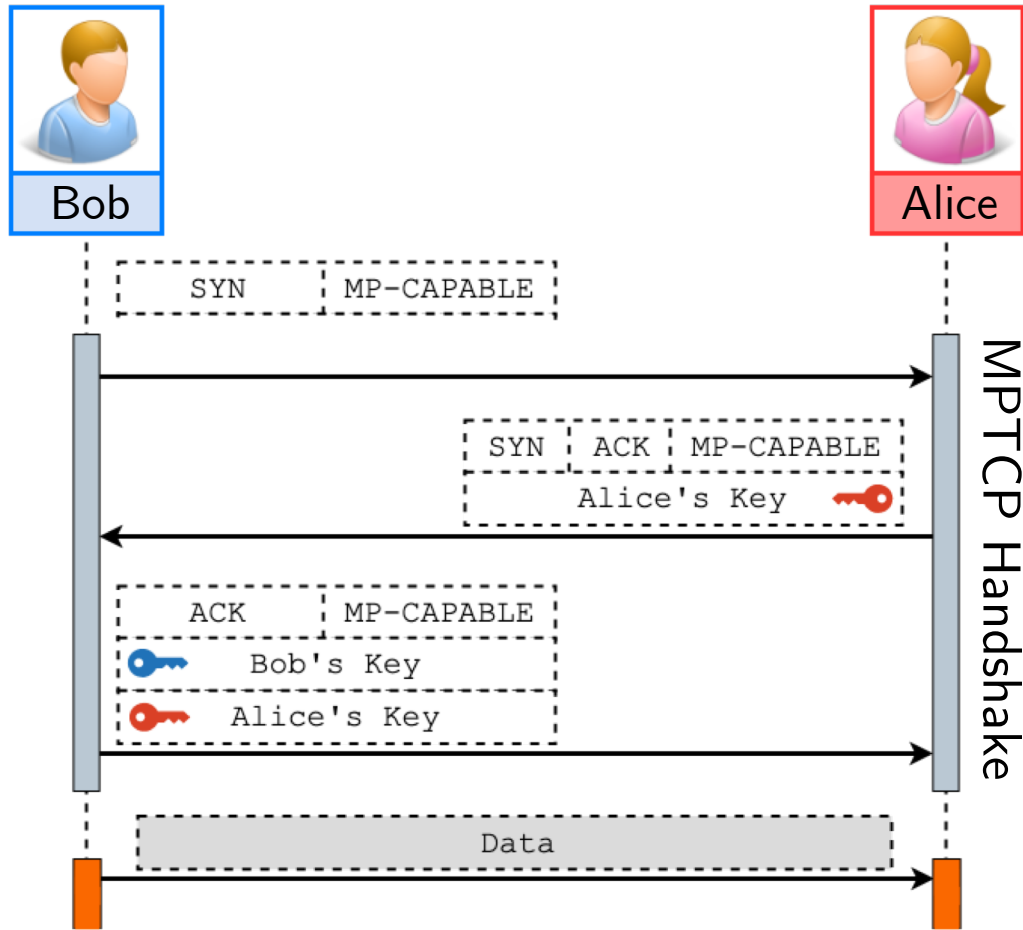 Bob
Alice
SYN MP-CAPABLE
SYN ACK MP-CAPABLE
Alice's Key
ACK MP-CAPABLE
Bob's Key
Alice's Key
Data
MPTCP Handshake